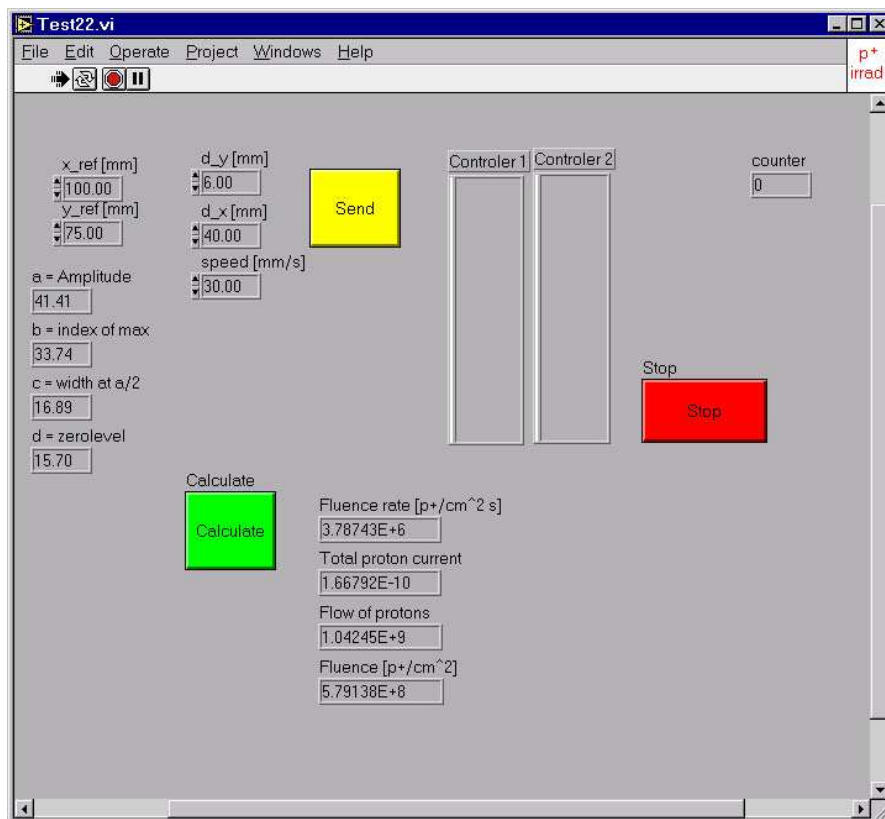 Test22.vi
File Edit Operate Project Windows Help
p+
irrad
x_ref [mm]
100.00
y_ref [mm]
75.00
d_y [mm]
6.00
d_x [mm]
40.00
speed [mm/s]
30.00
Send
Controler 1
Controler 2
counter
0
a = Amplitude
41.41
b = index of max
33.74
c = width at a/2
16.89
d = zerolevel
15.70
Stop
Stop
Calculate
Calculate
Fluence rate [p+/cm^2 s]
3.78743E+6
Total proton current
1.66792E-10
Flow of protons
1.04245E+9
Fluence [p+/cm^2]
5.79138E+8